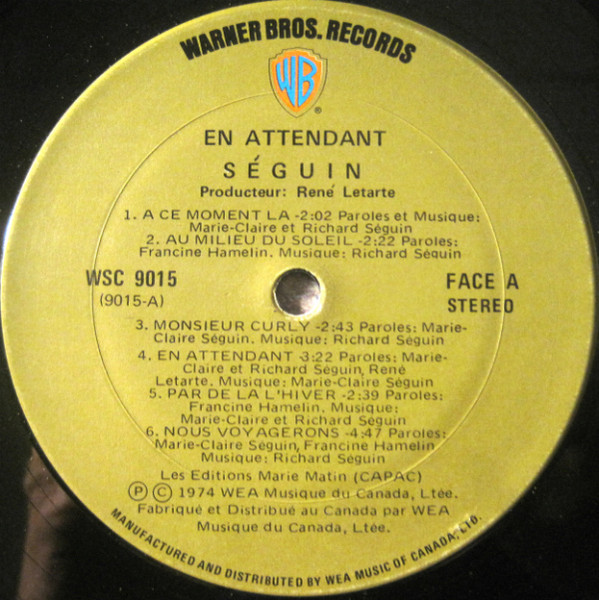 WARNER BROS. RECORDS
WB
®
EN ATTENDANT
SÉGUIN
Producteur: René Letarte
1. A CE MOMENT LA -2:02 Paroles et Musique:
Marie-Claire et Richard Séguin
2. AU MILIEU DU SOLEIL -2:22 Paroles:
Francine Hamelin. Musique: Richard Séguin
WSC 9015
(9015-A)
FACE A
STEREO
3. MONSIEUR CURLY -2:43 Paroles: Marie-
Claire Séguin. Musique: Richard Séguin
4. EN ATTENDANT -3:22 Paroles: Marie-
Claire et Richard Séguin, René
Letarte. Musique: Marie-Claire Séguin
5. PAR DE LA L'HIVER -2:39 Paroles:
Francine Hamelin. Musique:
Marie-Claire et Richard Séguin
6. NOUS VOYAGERONS -4:47 Paroles:
Marie-Claire Séguin, Francine Hamelin
Musique: Richard Séguin
Les Editions Marie Matin (CAPAC)
Ⓟ © 1974 WEA Musique du Canada, Ltée.
Fabriqué et Distribué au Canada par WEA
Musique du Canada, Ltée.
MANUFACTURED AND DISTRIBUTED BY WEA MUSIC OF CANADA, LTD.